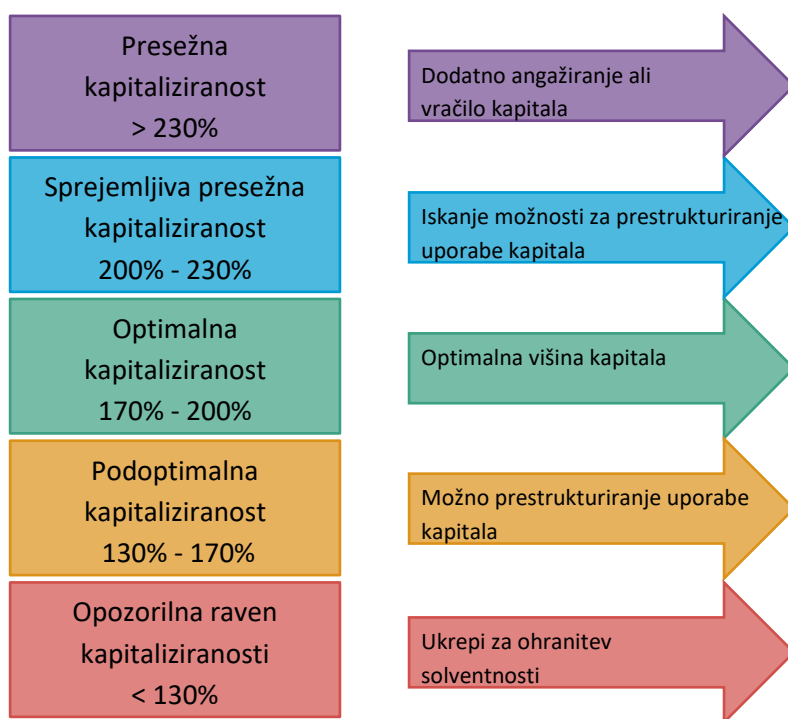 Presežna
kapitaliziranost
> 230%
Dodatno angažiranje ali
vračilo kapitala
Sprejemljiva presežna
kapitaliziranost
200% - 230%
Iskanje možnosti za prestrukturiranje
uporabe kapitala
Optimalna
kapitaliziranost
170% - 200%
Optimalna višina kapitala
Podoptimalna
kapitaliziranost
130% - 170%
Možno prestrukturiranje uporabe
kapitala
Opozorilna raven
kapitaliziranosti
< 130%
Ukrepi za ohranitev
solventnosti